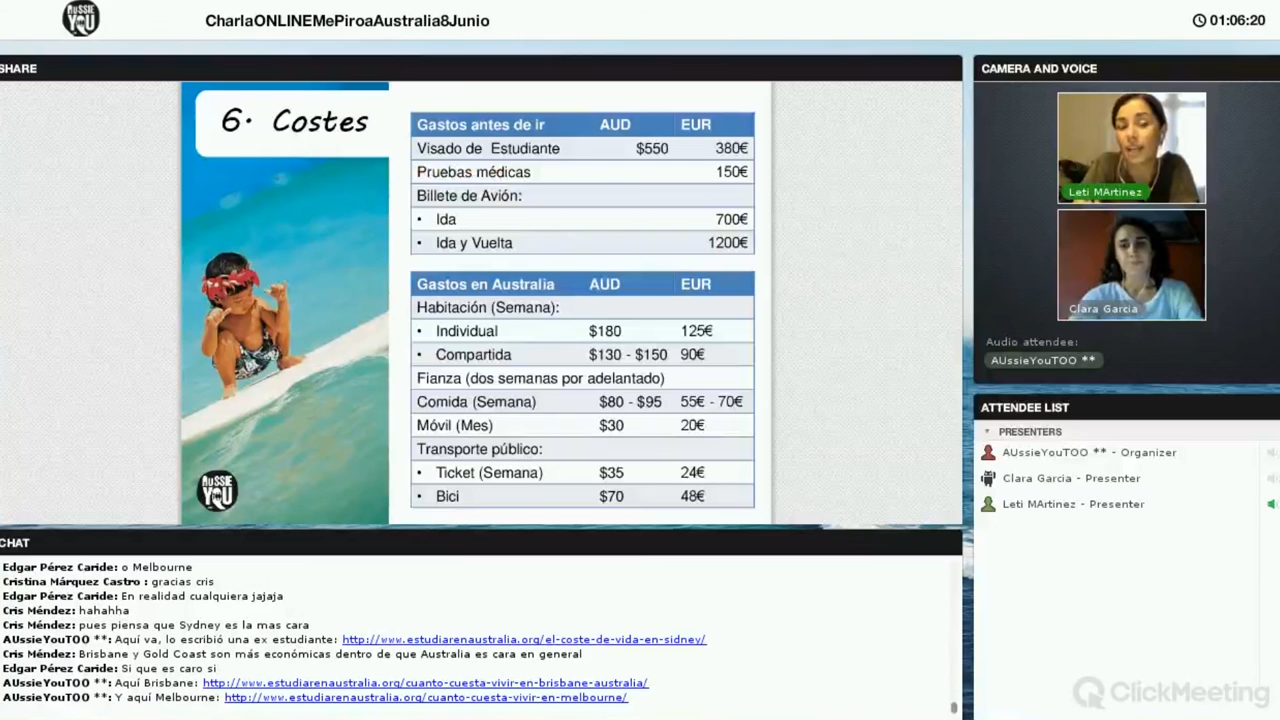 AUSSIE YOU TOO
CharlaONLINEMePiroaAustralia8Junio
01:06:20
SHARE
6. Costes
Gastos antes de ir AUD EUR
Visado de Estudiante $550 380€
Pruebas médicas 150€
Billete de Avión:
• Ida 700€
• Ida y Vuelta 1200€
Gastos en Australia AUD EUR
Habitación (Semana):
• Individual $180 125€
• Compartida $130 - $150 90€
Fianza (dos semanas por adelantado)
Comida (Semana) $80 - $95 55€ - 70€
Móvil (Mes) $30 20€
Transporte público:
• Ticket (Semana) $35 24€
• Bici $70 48€
AUSSIE YOU TOO
CAMERA AND VOICE
Leti MArtinez
Clara Garcia
Audio attendee:
AUssieYouTOO **
ATTENDEE LIST
PRESENTERS
AUssieYouTOO ** - Organizer
Clara Garcia - Presenter
Leti MArtinez - Presenter
CHAT
Edgar Pérez Caride: o Melbourne
Cristina Márquez Castro : gracias cris
Edgar Pérez Caride: En realidad cualquiera jajaja
Cris Méndez: hahahha
Cris Méndez: pues piensa que Sydney es la mas cara
AUssieYouTOO **: Aquí va, lo escribió una ex estudiante: http://www.estudiarenaustralia.org/el-coste-de-vida-en-sidney/
Cris Méndez: Brisbane y Gold Coast son más económicas dentro de que Australia es cara en general
Edgar Pérez Caride: Si que es caro si
AUssieYouTOO **: Aquí Brisbane: http://www.estudiarenaustralia.org/cuanto-cuesta-vivir-en-brisbane-australia/
AUssieYouTOO **: Y aquí Melbourne: http://www.estudiarenaustralia.org/cuanto-cuesta-vivir-en-melbourne/
ClickMeeting